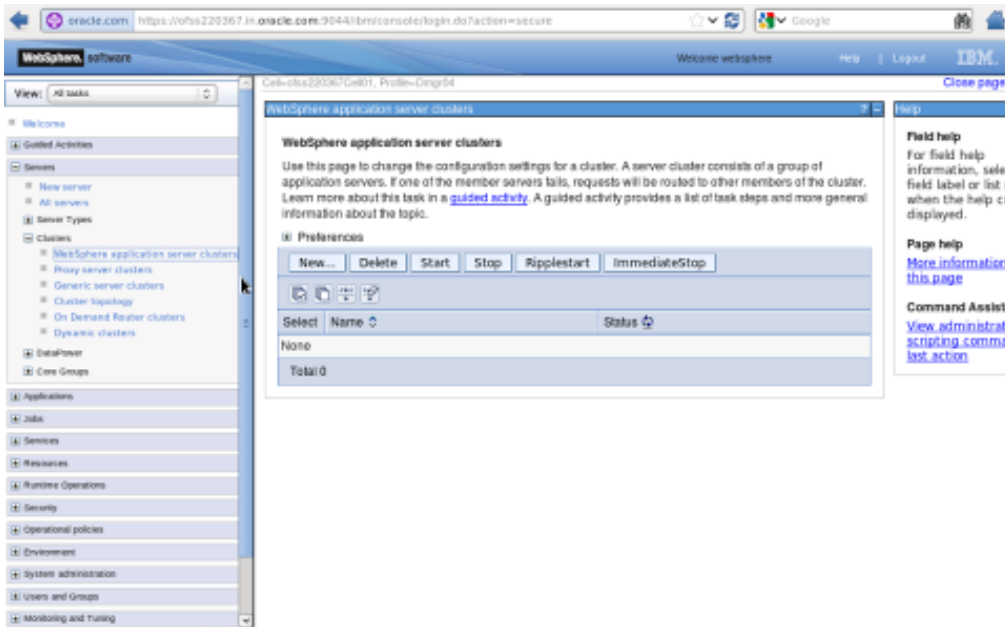 oracle.com https://ofss220367.in.oracle.com:9044/ibm/console/login.do?action=secure
Google
WebSphere. software
Welcome websphere
Help | Logout
IBM.
View: All tasks
Cell=ofss220367Cell01, Profile=Dmgr04
Close page
Welcome
Guided Activities
Servers
New server
All servers
Server Types
Clusters
WebSphere application server clusters
Proxy server clusters
Generic server clusters
Cluster topology
On Demand Router clusters
Dynamic clusters
DataPower
Core Groups
Applications
Jobs
Services
Resources
Runtime Operations
Security
Operational policies
Environment
System administration
Users and Groups
Monitoring and Tuning
WebSphere application server clusters
? -
WebSphere application server clusters
Use this page to change the configuration settings for a cluster. A server cluster consists of a group of
application servers. If one of the member servers fails, requests will be routed to other members of the cluster.
Learn more about this task in a guided activity. A guided activity provides a list of task steps and more general
information about the topic.
Preferences
New... Delete Start Stop Ripplestart ImmediateStop
Select Name Status
None
Total 0
Help
Field help
For field help
information, sele
field label or list
when the help c
displayed.
Page help
More information
this page
Command Assist
View administrat
scripting comma
last action